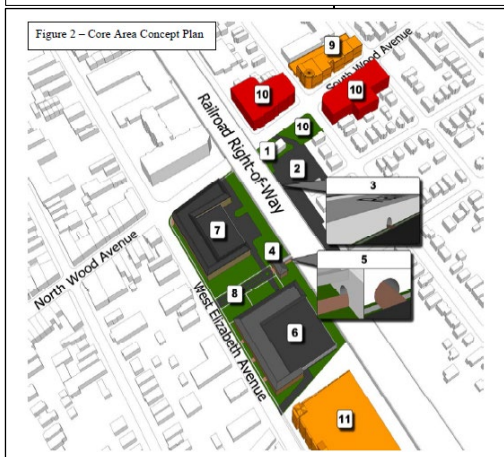 Figure 2 – Core Area Concept Plan
9
South Wood Avenue
10
10
Railroad Right-of-Way
10
1
2
3
7
4
5
North Wood Avenue
8
West Elizabeth Avenue
6
11